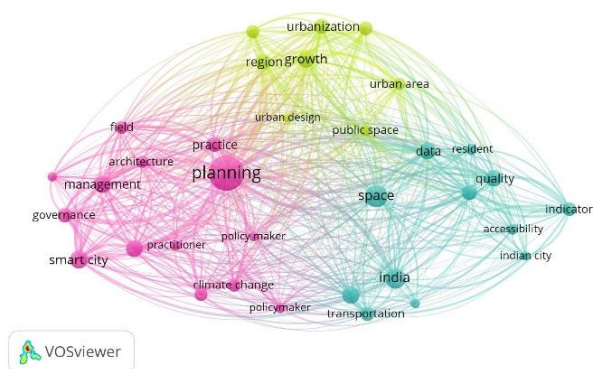 urbanization
region
growth
urban area
urban design
public space
field
practice
data
resident
architecture
planning
management
quality
space
indicator
governance
accessibility
policy maker
practitioner
smart city
indian city
india
climate change
policymaker
transportation
VOSviewer